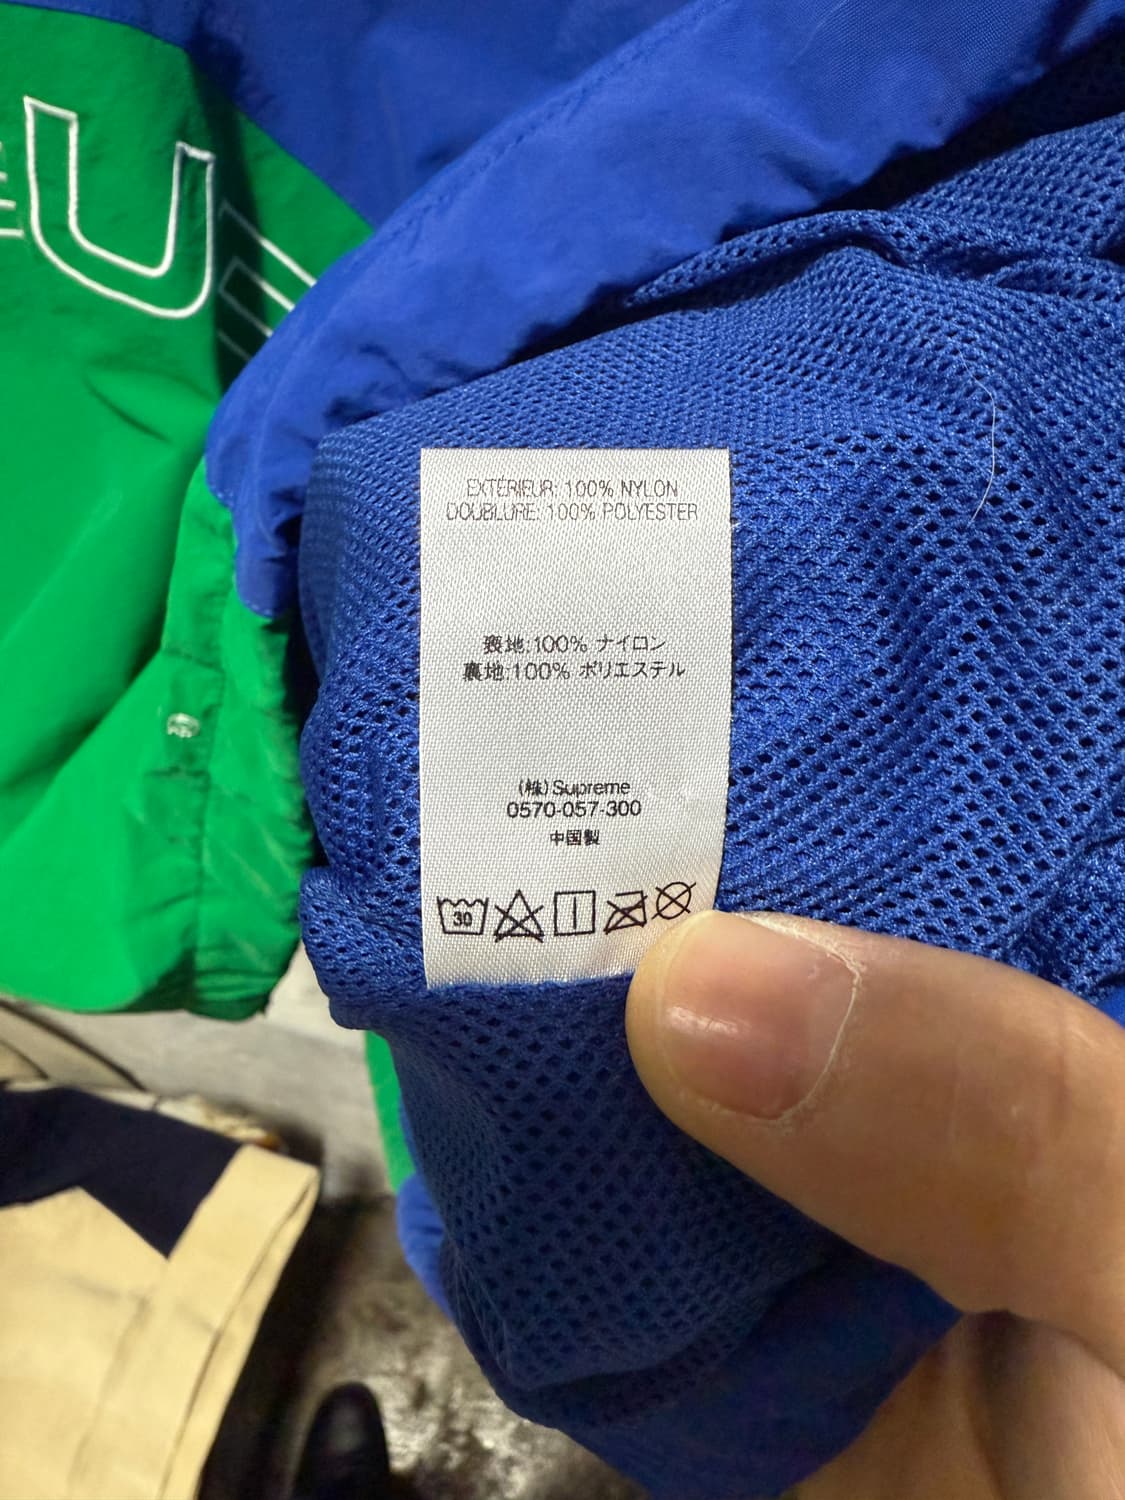 U
EXTÉRIEUR: 100% NYLON
DOUBLURE: 100% POLYESTER
表地:100% ナイロン
裏地:100% ポリエステル
(株)Supreme
0570-057-300
中国製
30